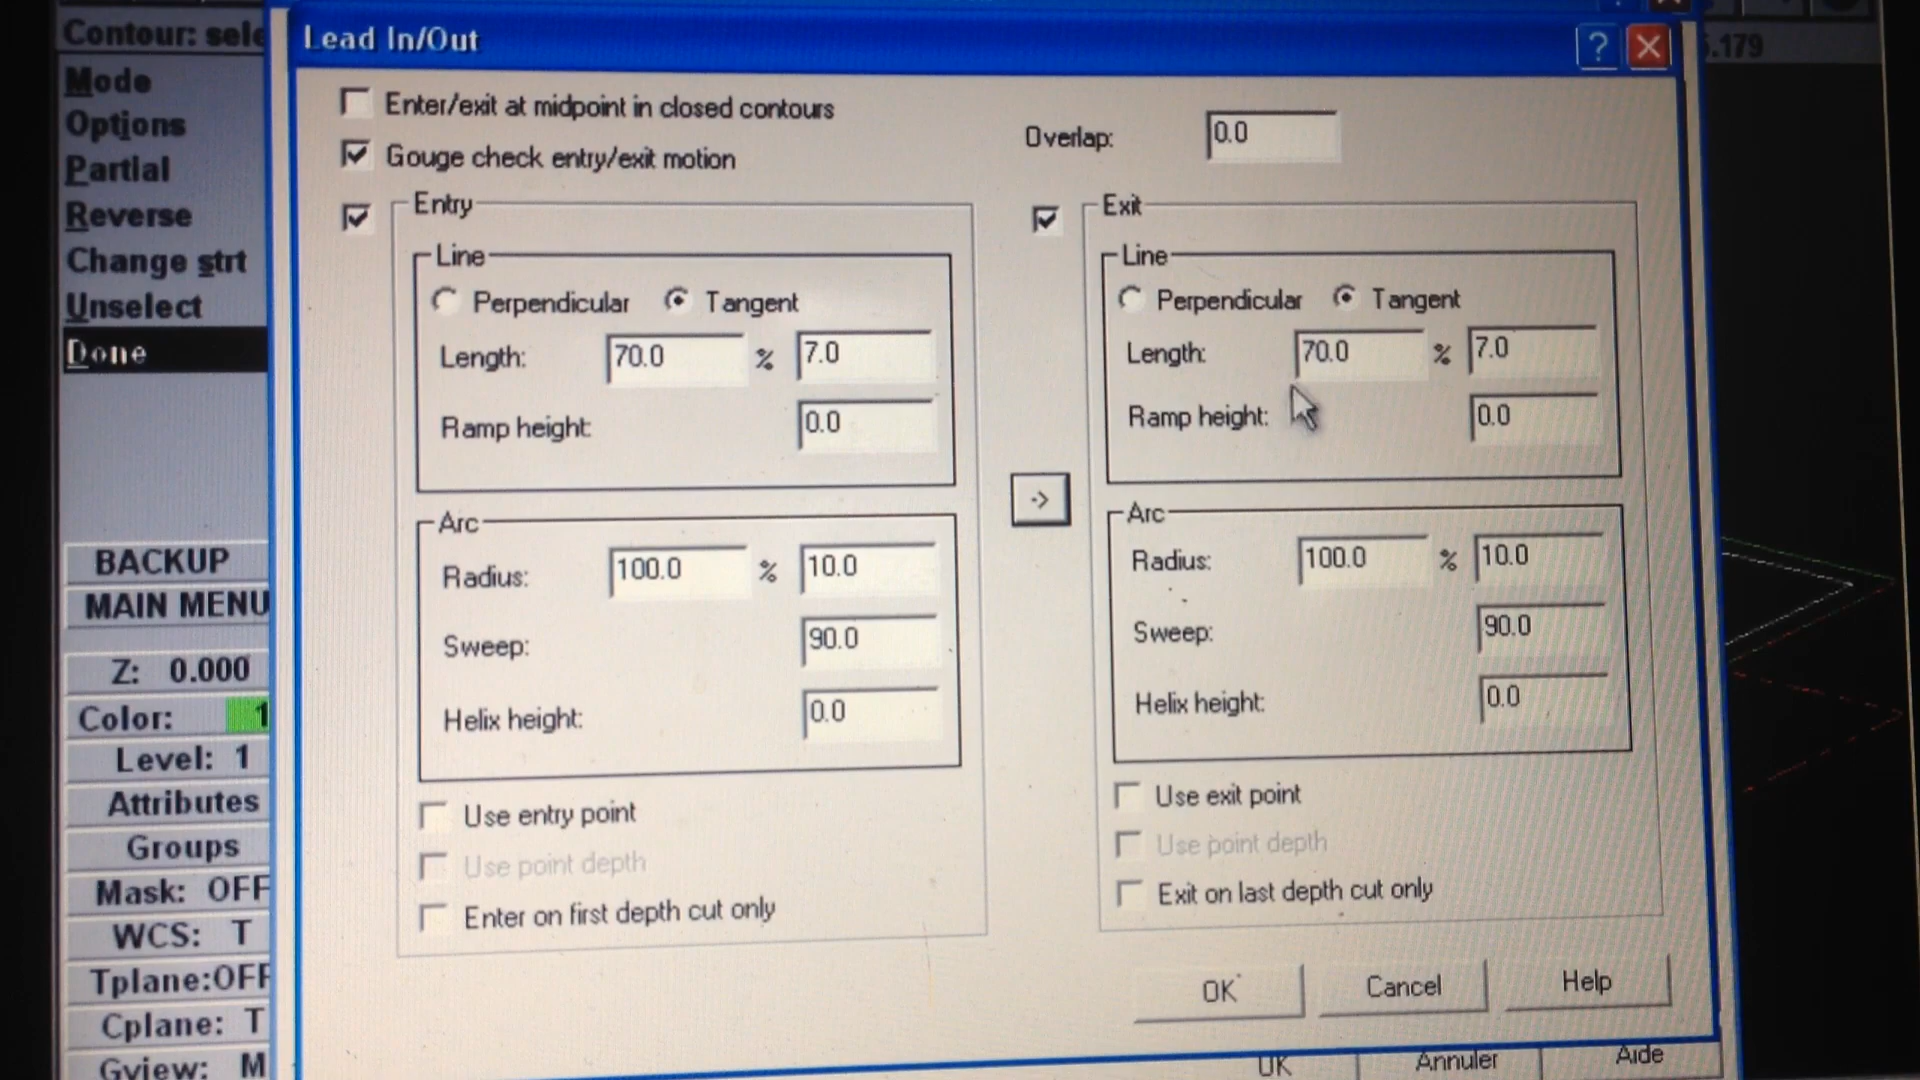 Contour: sele
Mode
Options
Partial
Reverse
Change strt
Unselect
Done
BACKUP
MAIN MENU
Z: 0.000
Color: 1
Level: 1
Attributes
Groups
Mask: OFF
WCS: T
Tplane:OFF
Cplane: T
Gview: M
Lead In/Out
?
.179
Enter/exit at midpoint in closed contours
Gouge check entry/exit motion
Overlap: 0.0
Entry
Line
Perpendicular Tangent
Length: 70.0 % 7.0
Ramp height: 0.0
Arc
Radius: 100.0 % 10.0
Sweep: 90.0
Helix height: 0.0
Use entry point
Use point depth
Enter on first depth cut only
->
Exit
Line
Perpendicular Tangent
Length: 70.0 % 7.0
Ramp height: 0.0
Arc
Radius: 100.0 % 10.0
Sweep: 90.0
Helix height: 0.0
Use exit point
Use point depth
Exit on last depth cut only
OK Cancel Help
OK Annuler Aide